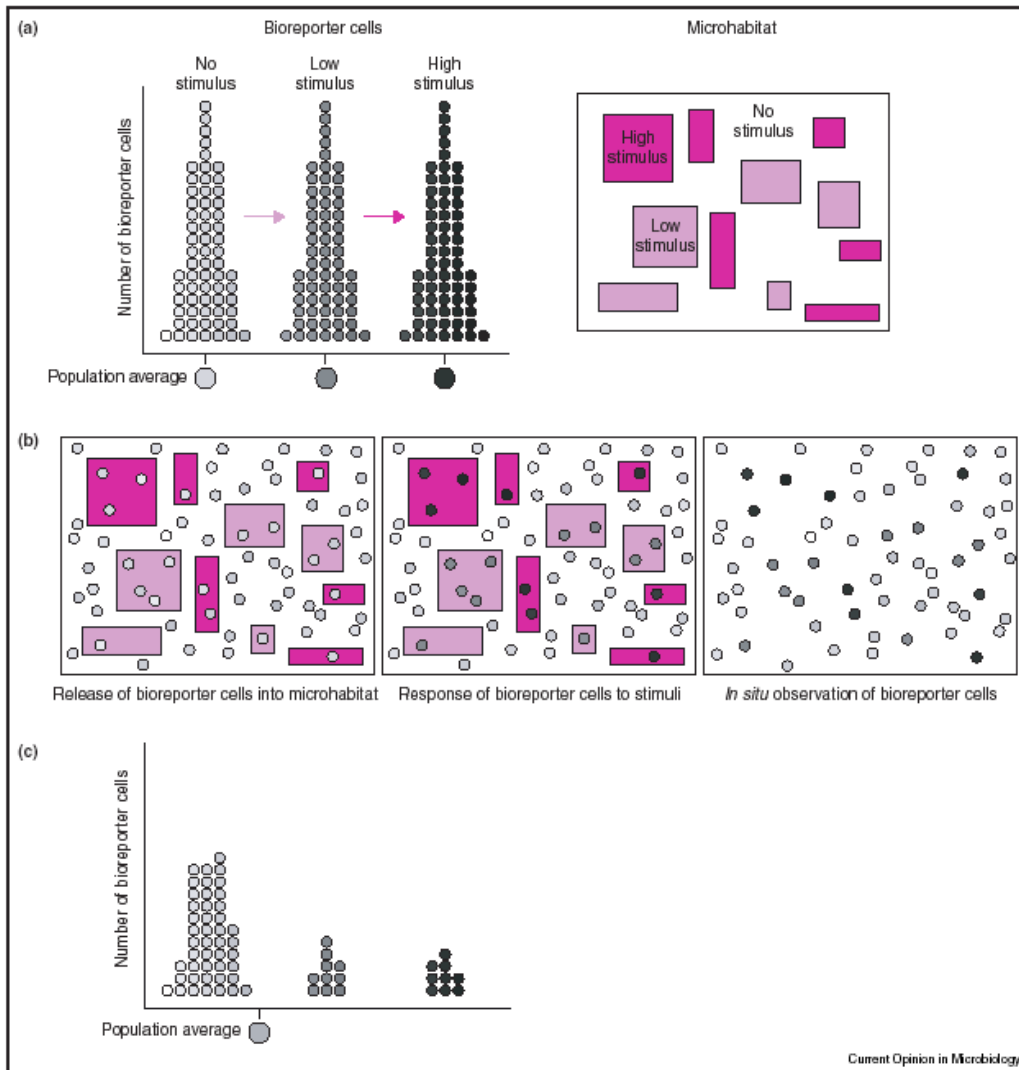 (a)
Bioreporter cells
Microhabitat
No
stimulus
Low
stimulus
High
stimulus
Number of bioreporter cells
Population average
No
stimulus
High
stimulus
Low
stimulus
(b)
Release of bioreporter cells into microhabitat
Response of bioreporter cells to stimuli
In situ observation of bioreporter cells
(c)
Number of bioreporter cells
Population average
Current Opinion in Microbiology